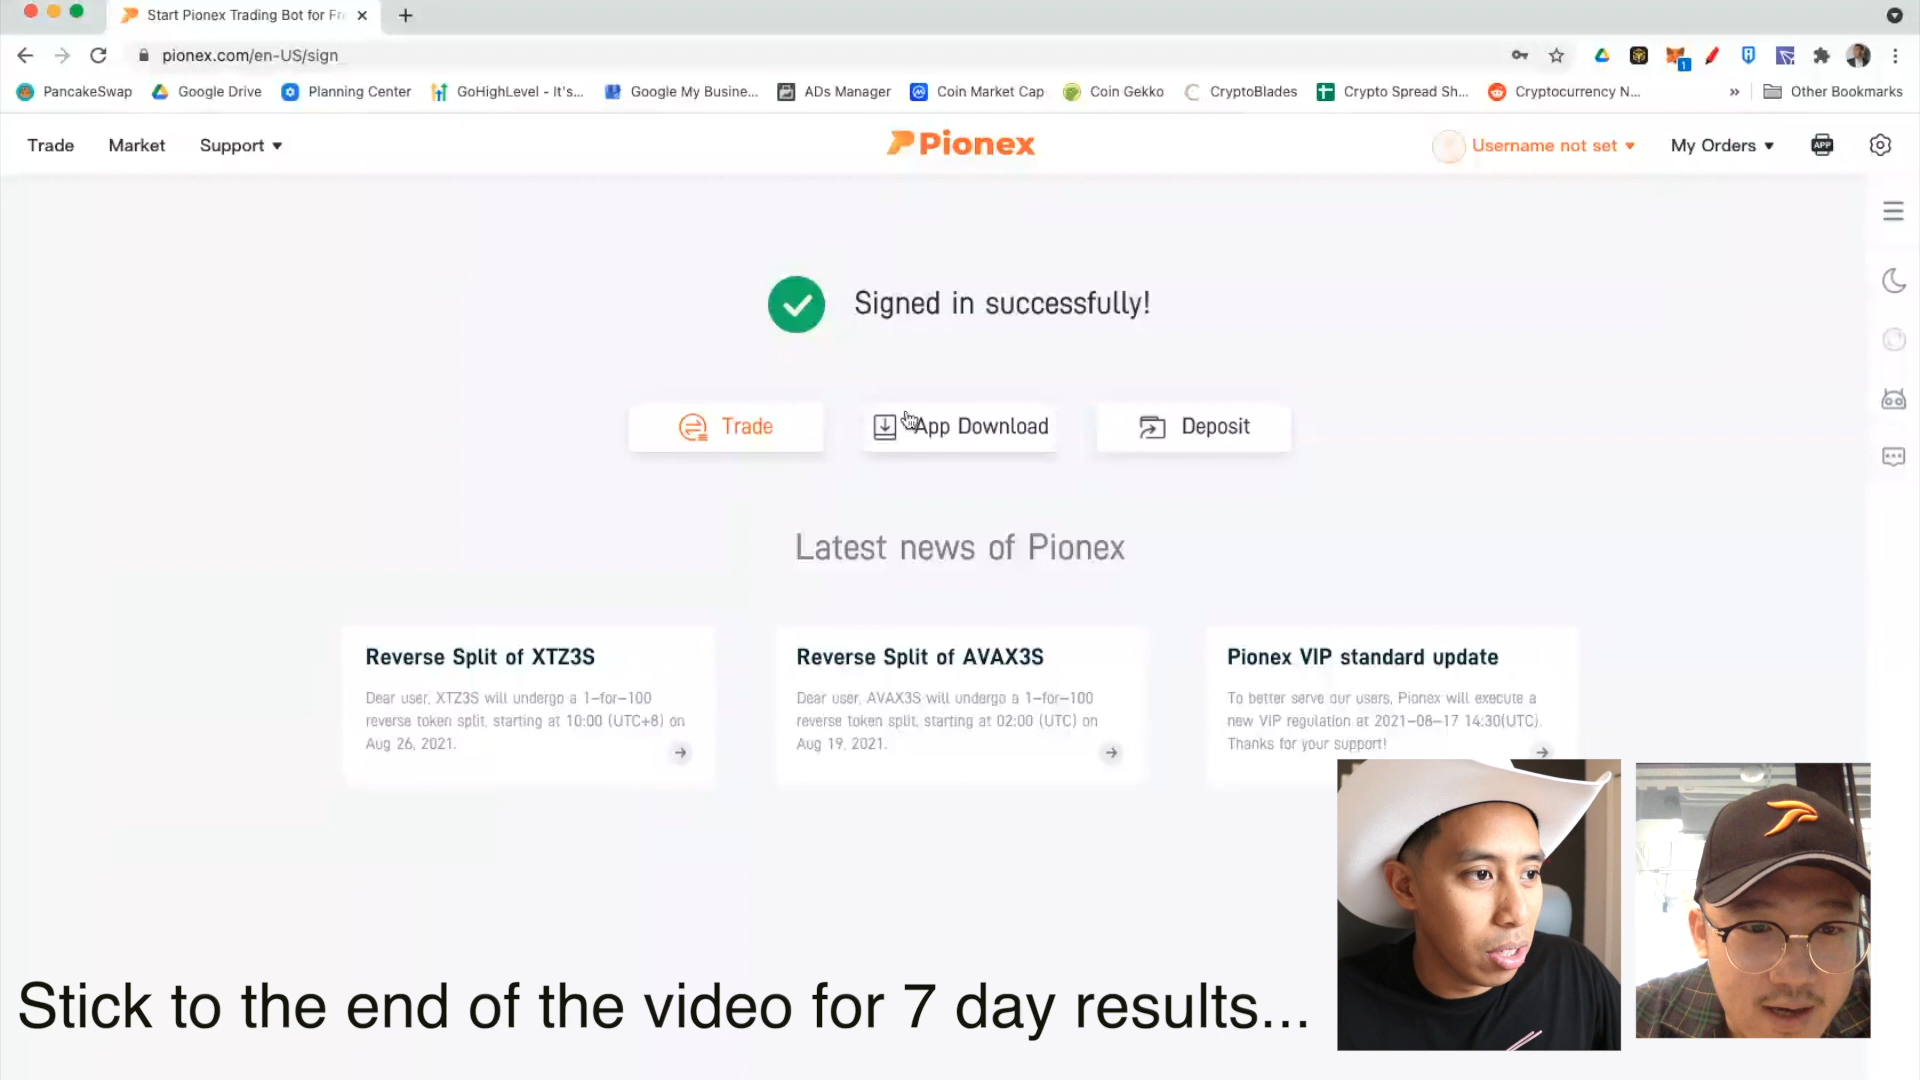 Start Pionex Trading Bot for Fr
pionex.com/en-US/sign
1
PancakeSwap
Google Drive
Planning Center
GoHighLevel - It's...
Google My Busine...
ADs Manager
Coin Market Cap
Coin Gekko
CryptoBlades
Crypto Spread Sh...
Cryptocurrency N...
»
Other Bookmarks
Trade
Market
Support
Pionex
Username not set
My Orders
APP
Signed in successfully!
Trade
App Download
Deposit
Latest news of Pionex
Reverse Split of XTZ3S
Dear user, XTZ3S will undergo a 1-for-100
reverse token split, starting at 10:00 (UTC+8) on
Aug 26, 2021.
Reverse Split of AVAX3S
Dear user, AVAX3S will undergo a 1-for-100
reverse token split, starting at 02:00 (UTC) on
Aug 19, 2021.
Pionex VIP standard update
To better serve our users, Pionex will execute a
new VIP regulation at 2021-08-17 14:30(UTC).
Thanks for your support!
Stick to the end of the video for 7 day results...